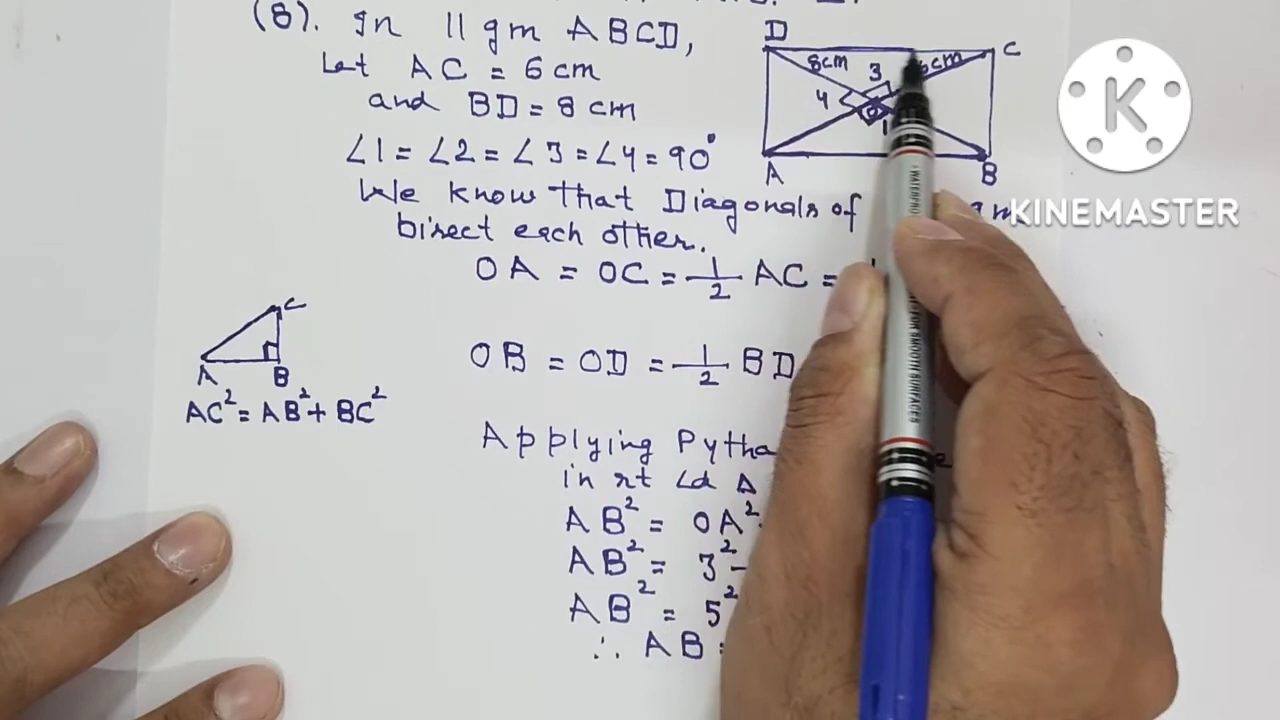 (8). In || gm ABCD,
Let AC = 6 cm
and BD = 8 cm
∠1 = ∠2 = ∠3 = ∠4 = 90°
We know that Diagonals of
bisect each other.
OA = OC = 1/2 AC =
OB = OD = 1/2 BD
Applying
in rt ∠d Δ
AB² = OA²
AB² = 3²
AB² = 5²
∴ AB
D
C
8cm
3
4
O
1
A
B
C
A
B
AC² = AB² + BC²
K
KINEMASTER